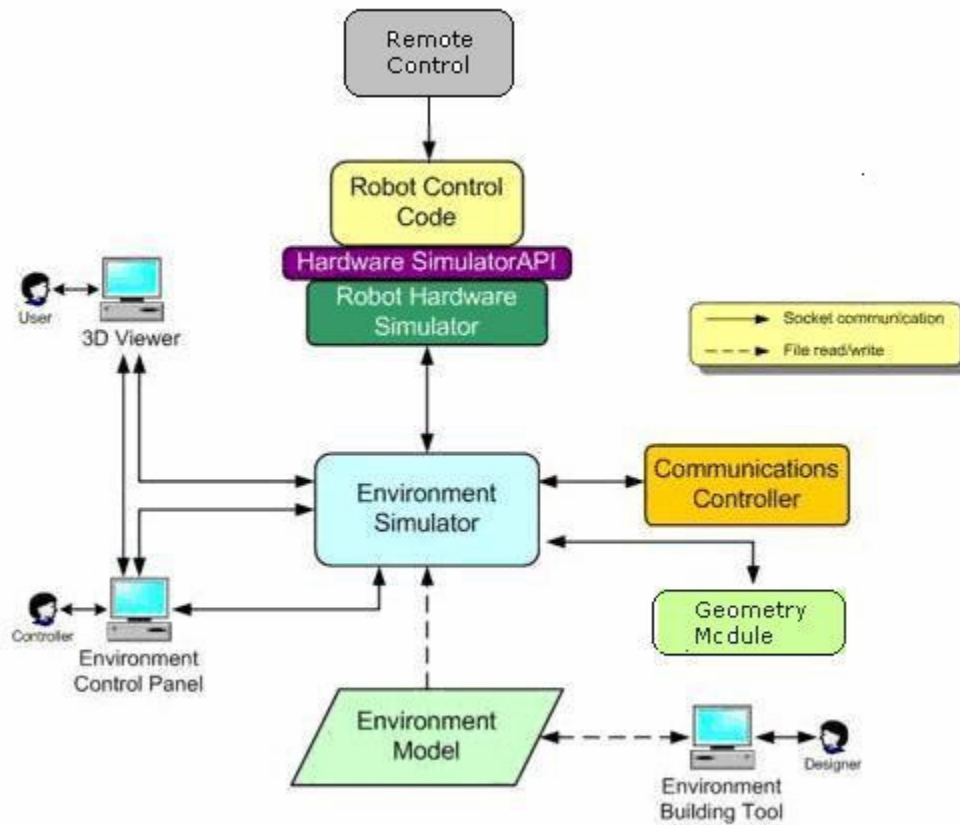 Remote
Control
Robot Control
Code
Hardware SimulatorAPI
Robot Hardware
Simulator
User
3D Viewer
Socket communication
File read/write
Environment
Simulator
Communications
Controller
Controller
Environment
Control Panel
Geometry
Mcdule
Environment
Model
Designer
Environment
Building Tool